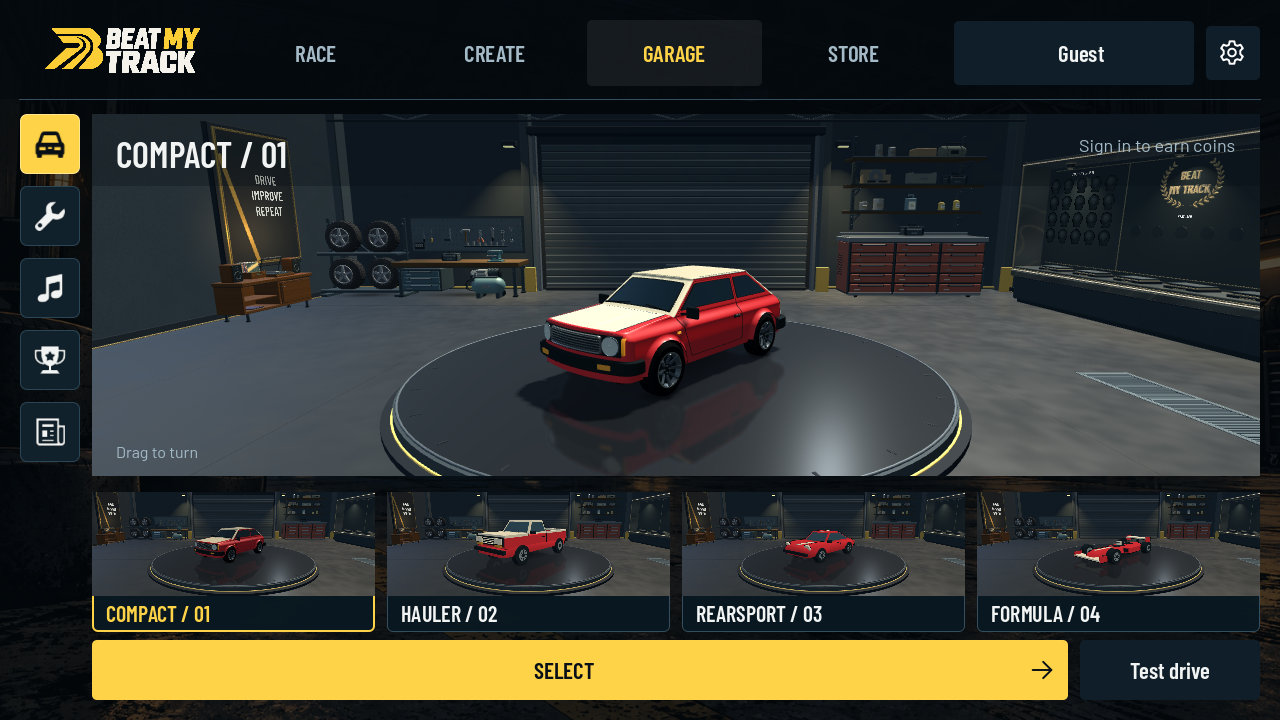 BEAT MY
TRACK
RACE
CREATE
GARAGE
STORE
Guest
COMPACT / 01
Sign in to earn coins
DRIVE
IMPROVE
REPEAT
BEAT
MY TRACK
Drag to turn
COMPACT / 01
HAULER / 02
REARSPORT / 03
FORMULA / 04
SELECT
Test drive